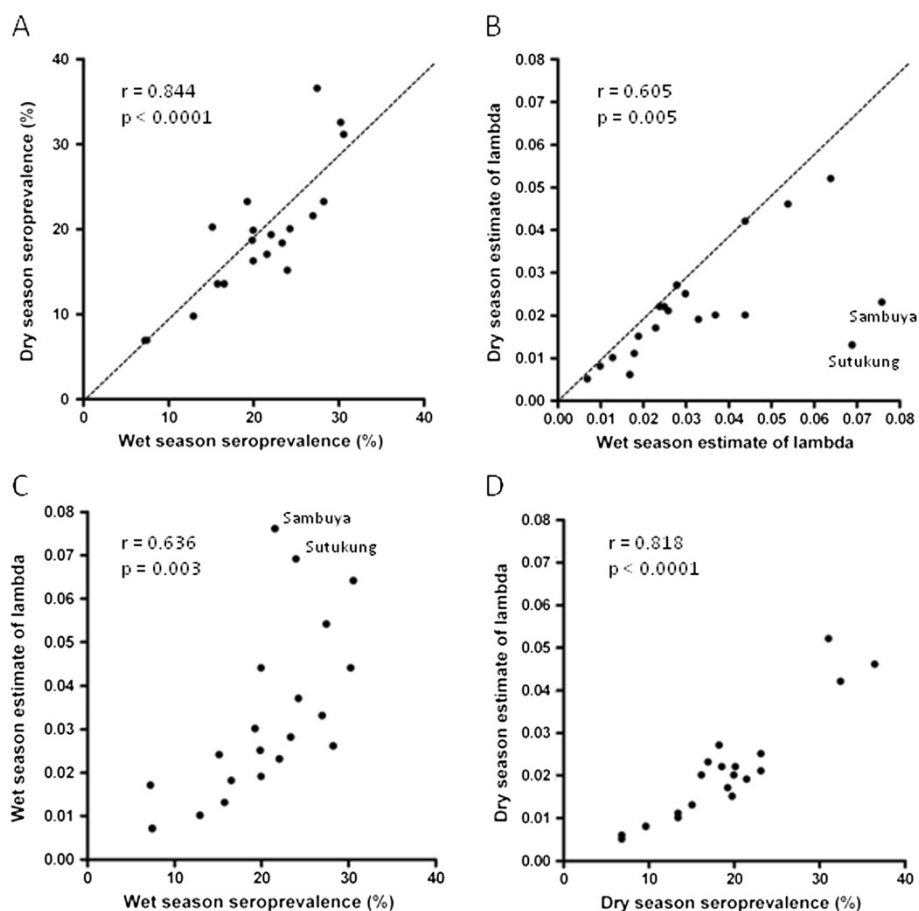 A
40
30
20
10
0
0 10 20 30 40
Dry season seroprevalence (%)
Wet season seroprevalence (%)
r = 0.844
p < 0.0001
B
0.08
0.07
0.06
0.05
0.04
0.03
0.02
0.01
0.00
0.00 0.01 0.02 0.03 0.04 0.05 0.06 0.07 0.08
Dry season estimate of lambda
Wet season estimate of lambda
r = 0.605
p = 0.005
Sambuya
Sutukung
C
0.08
0.07
0.06
0.05
0.04
0.03
0.02
0.01
0.00
0 10 20 30 40
Wet season estimate of lambda
Wet season seroprevalence (%)
r = 0.636
p = 0.003
Sambuya
Sutukung
D
0.08
0.07
0.06
0.05
0.04
0.03
0.02
0.01
0.00
0 10 20 30 40
Dry season estimate of lambda
Dry season seroprevalence (%)
r = 0.818
p < 0.0001